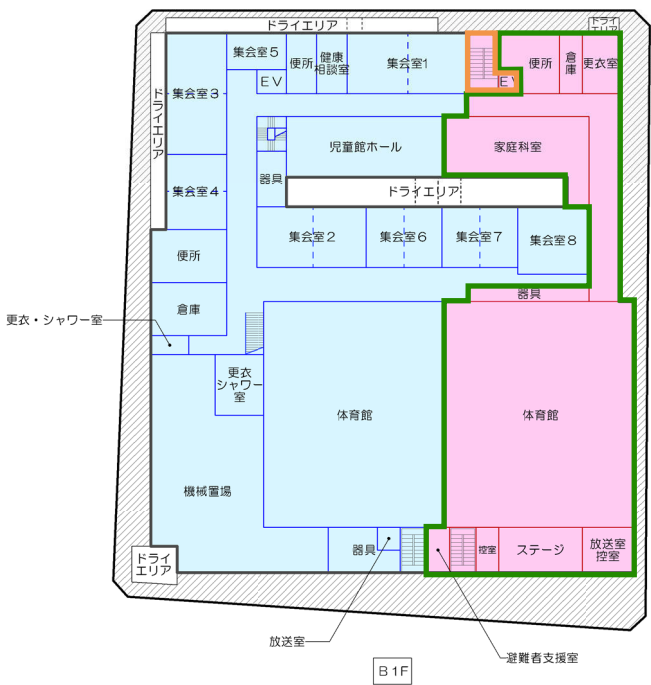 ドライエリア
ドライ
エリア
集会室５
便所
健康
相談室
集会室1
便所
倉
庫
更衣室
ＥＶ
ＥＶ
集会室３
ドライエリア
児童館ホール
家庭科室
集会室４
器具
ドライエリア
集会室２
集会室６
集会室７
集会室８
便所
器具
倉庫
更衣・シャワー室
更衣
シャワー
室
体育館
体育館
機械置場
ドライ
エリア
器具
控室
ステージ
放送室
控室
放送室
避難者支援室
Ｂ1Ｆ